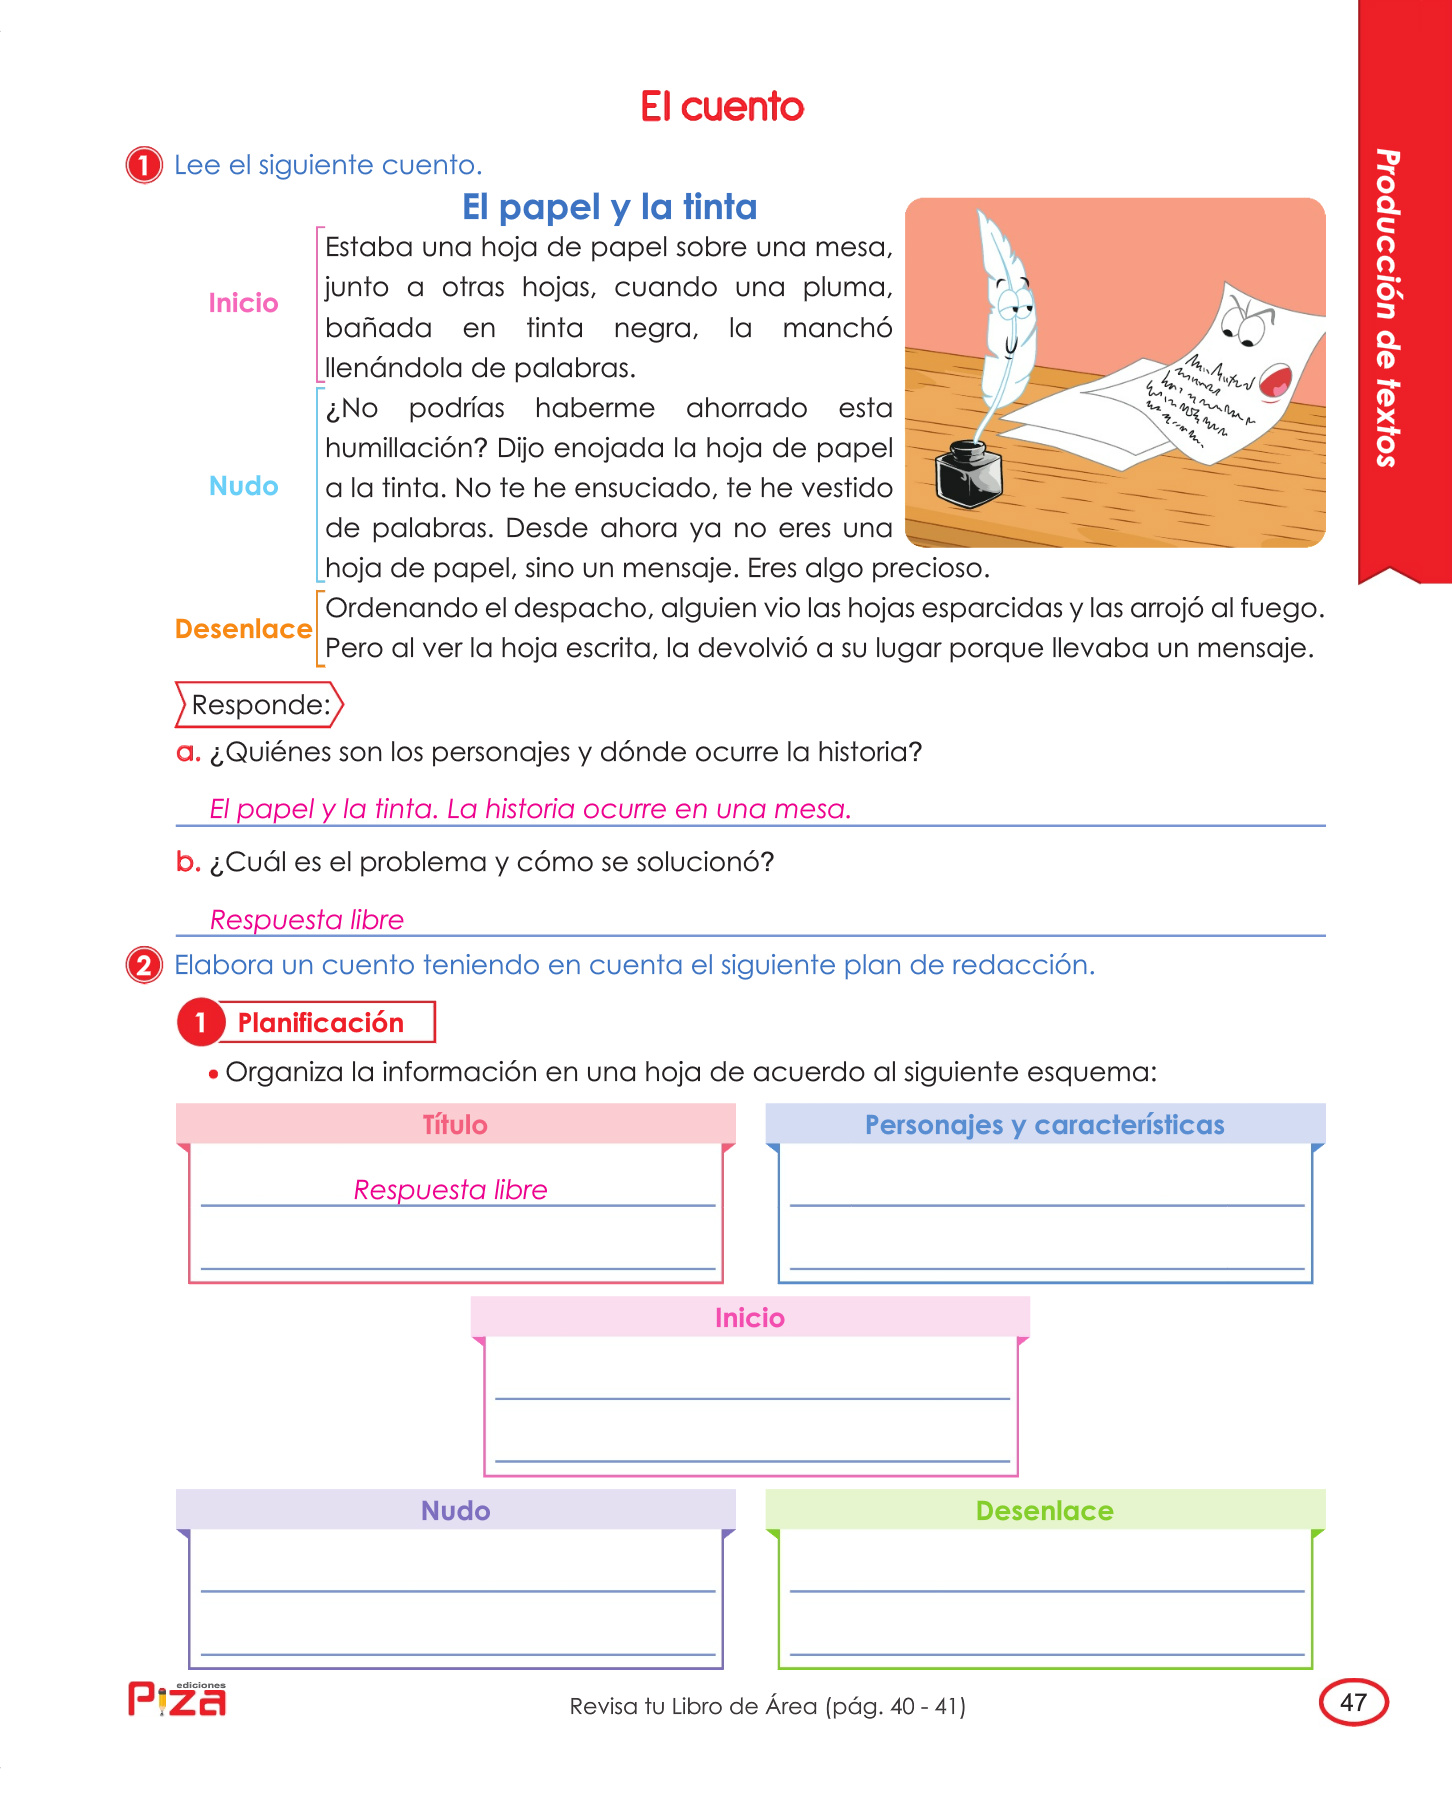 El cuento
1 Lee el siguiente cuento.
El papel y la tinta
Inicio
Estaba una hoja de papel sobre una mesa,
junto a otras hojas, cuando una pluma,
bañada en tinta negra, la manchó
llenándola de palabras.
Nudo
¿No podrías haberme ahorrado esta
humillación? Dijo enojada la hoja de papel
a la tinta. No te he ensuciado, te he vestido
de palabras. Desde ahora ya no eres una
hoja de papel, sino un mensaje. Eres algo precioso.
Desenlace
Ordenando el despacho, alguien vio las hojas esparcidas y las arrojó al fuego.
Pero al ver la hoja escrita, la devolvió a su lugar porque llevaba un mensaje.
Responde:
a. ¿Quiénes son los personajes y dónde ocurre la historia?
El papel y la tinta. La historia ocurre en una mesa.
b. ¿Cuál es el problema y cómo se solucionó?
Respuesta libre
2 Elabora un cuento teniendo en cuenta el siguiente plan de redacción.
1 Planificación
• Organiza la información en una hoja de acuerdo al siguiente esquema:
Título
Respuesta libre
Personajes y características
Inicio
Nudo
Desenlace
ediciones
Piza
Revisa tu Libro de Área (pág. 40 - 41)
47
Producción de textos